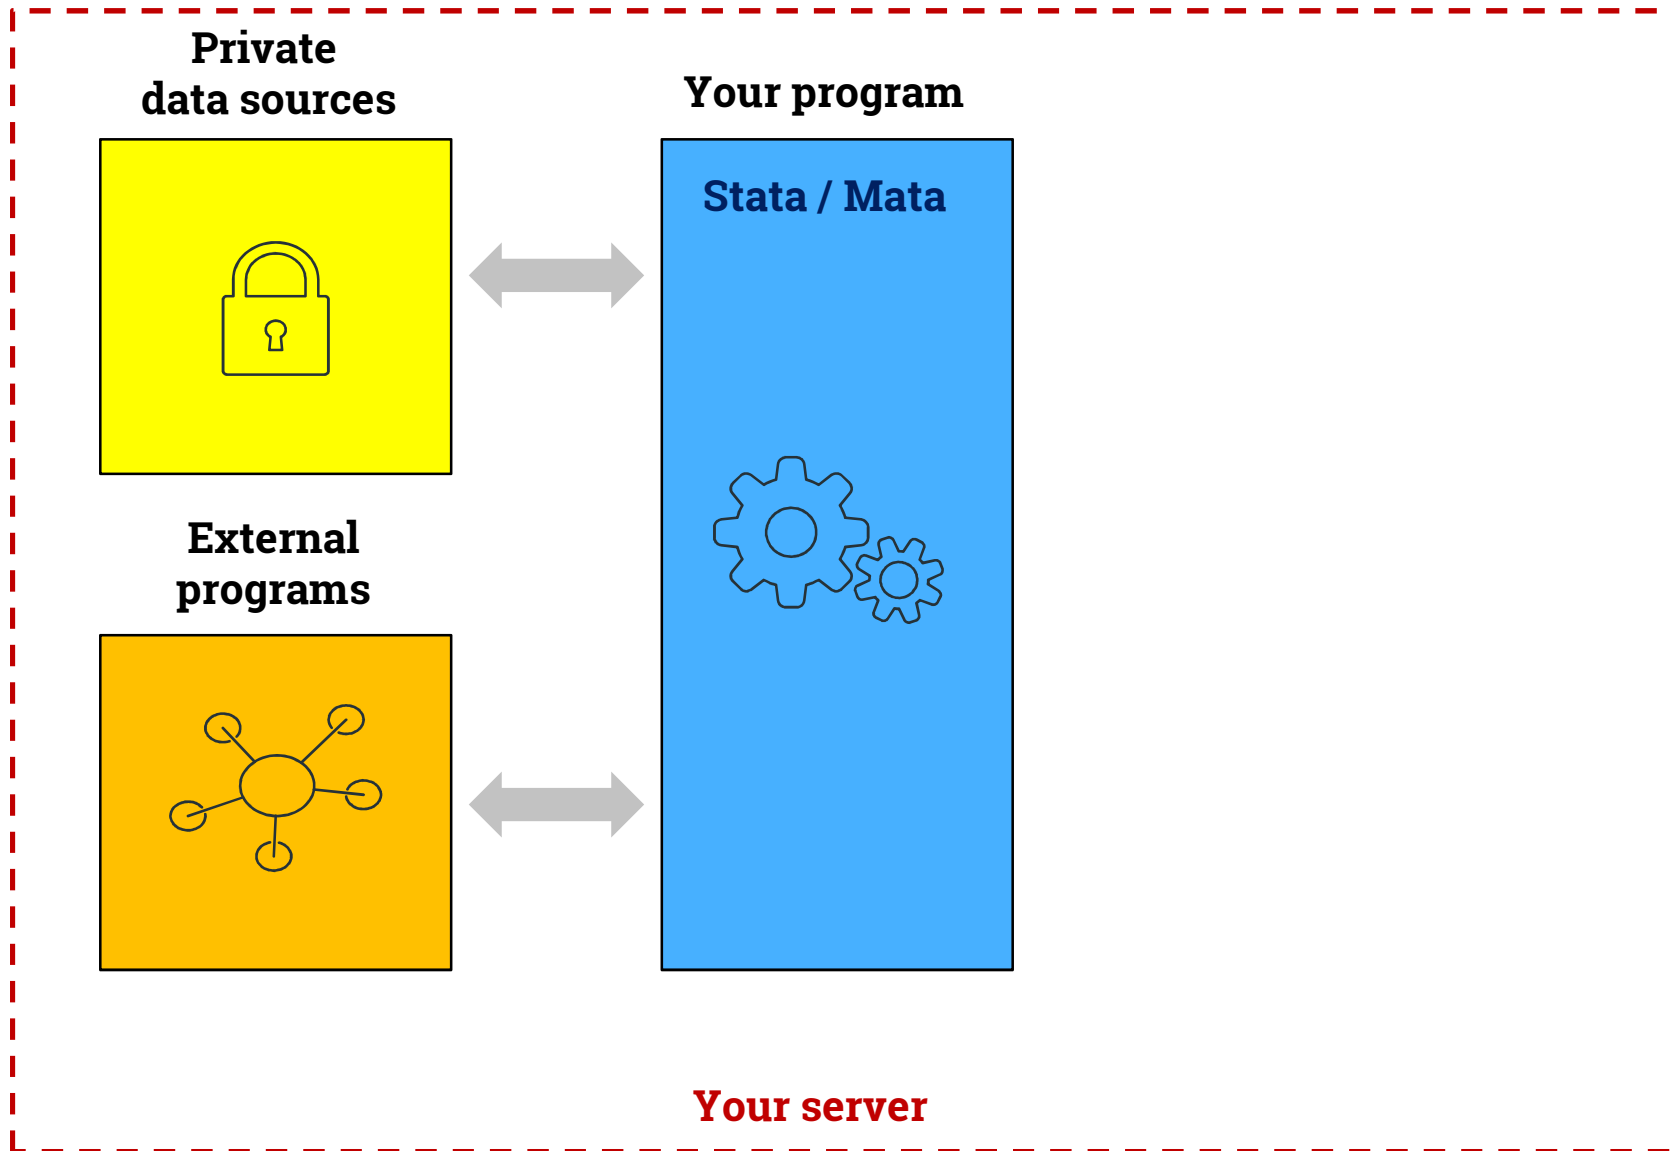 Private
data sources
Your program
Stata / Mata
External
programs
Your server